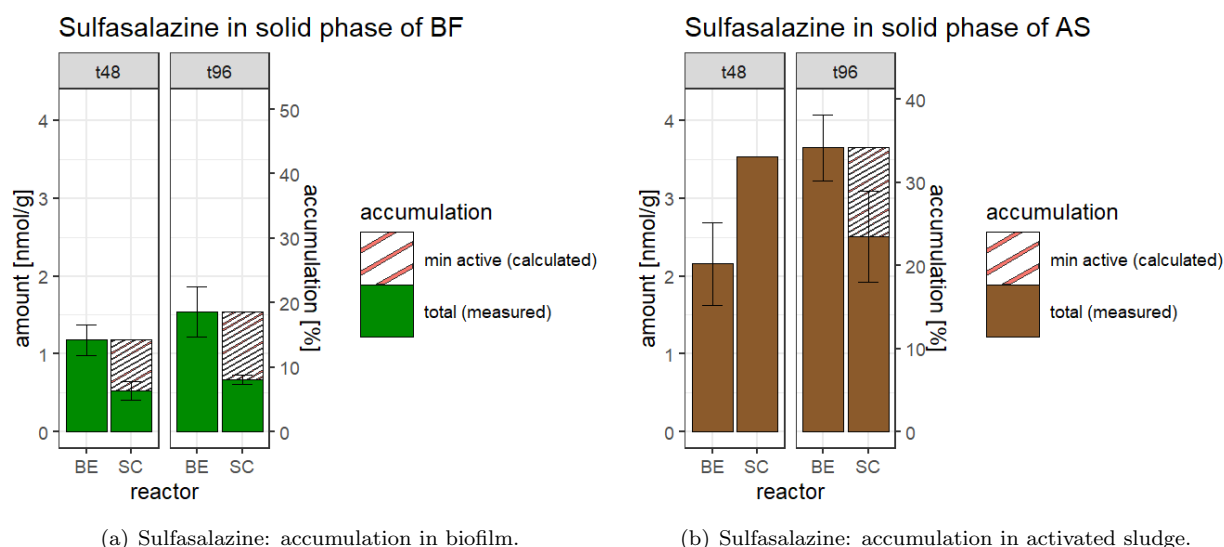 Sulfasalazine in solid phase of BF
t48
t96
4
3
2
1
0
amount [nmol/g]
50
40
30
20
10
0
accumulation [%]
BE
SC
BE
SC
reactor
accumulation
min active (calculated)
total (measured)
(a) Sulfasalazine: accumulation in biofilm.
Sulfasalazine in solid phase of AS
t48
t96
4
3
2
1
0
amount [nmol/g]
40
30
20
10
0
accumulation [%]
BE
SC
BE
SC
reactor
accumulation
min active (calculated)
total (measured)
(b) Sulfasalazine: accumulation in activated sludge.